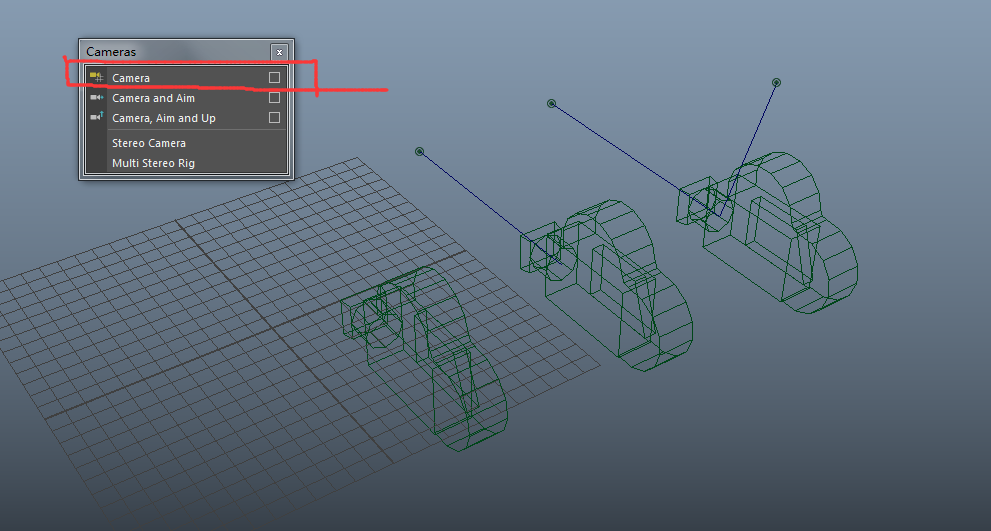 Cameras
Camera
Camera and Aim
Camera, Aim and Up
Stereo Camera
Multi Stereo Rig